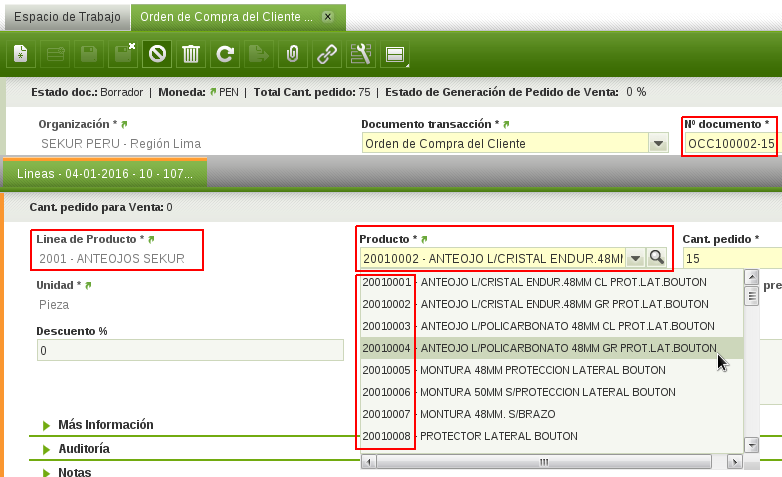 Espacio de Trabajo
Orden de Compra del Cliente ... x
Estado doc.: Borrador | Moneda: PEN | Total Cant. pedido: 75 | Estado de Generación de Pedido de Venta: 0 %
Organización *
Documento transacción *
Nº documento *
SEKUR PERU - Región Lima
Orden de Compra del Cliente
OCC100002-15
Lineas - 04-01-2016 - 10 - 107...
Cant. pedido para Venta: 0
Linea de Producto *
Producto *
Cant. pedido *
2001 - ANTEOJOS SEKUR
20010002 - ANTEOJO L/CRISTAL ENDUR.48MM
15
Unidad *
pre
Pieza
Descuento %
0
20010001 - ANTEOJO L/CRISTAL ENDUR.48MM CL PROT.LAT.BOUTON
20010002 - ANTEOJO L/CRISTAL ENDUR.48MM GR PROT.LAT.BOUTON
20010003 - ANTEOJO L/POLICARBONATO 48MM CL PROT.LAT.BOUTON
20010004 - ANTEOJO L/POLICARBONATO 48MM GR PROT.LAT.BOUTON
20010005 - MONTURA 48MM PROTECCION LATERAL BOUTON
20010006 - MONTURA 50MM S/PROTECCION LATERAL BOUTON
20010007 - MONTURA 48MM. S/BRAZO
20010008 - PROTECTOR LATERAL BOUTON
Más Información
Auditoría
Notas